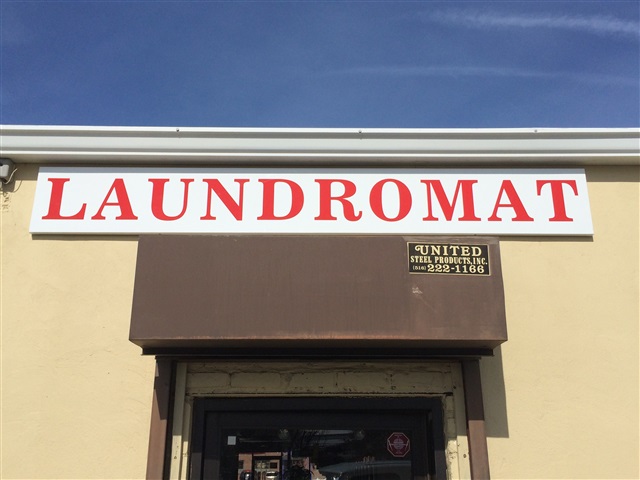 LAUNDROMAT
UNITED
STEEL PRODUCTS, INC.
(516) 222-1166